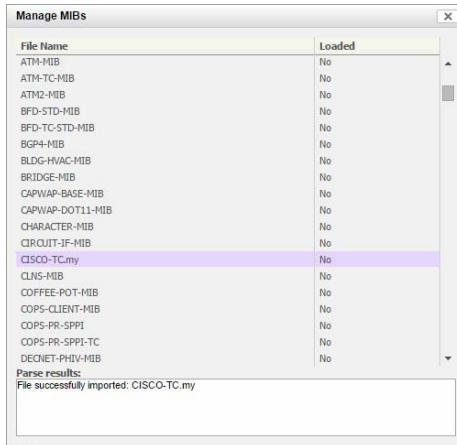 Manage MIBs
File Name Loaded
ATM-MIB No
ATM-TC-MIB No
ATM2-MIB No
BFD-STD-MIB No
BFD-TC-STD-MIB No
BGP4-MIB No
BLDG-HVAC-MIB No
BRIDGE-MIB No
CAPWAP-BASE-MIB No
CAPWAP-DOT11-MIB No
CHARACTER-MIB No
CIRCUIT-IF-MIB No
CISCO-TC.my No
CLNS-MIB No
COFFEE-POT-MIB No
COPS-CLIENT-MIB No
COPS-PR-SPPI No
COPS-PR-SPPI-TC No
DECNET-PHIV-MIB No
Parse results:
File successfully imported: CISCO-TC.my